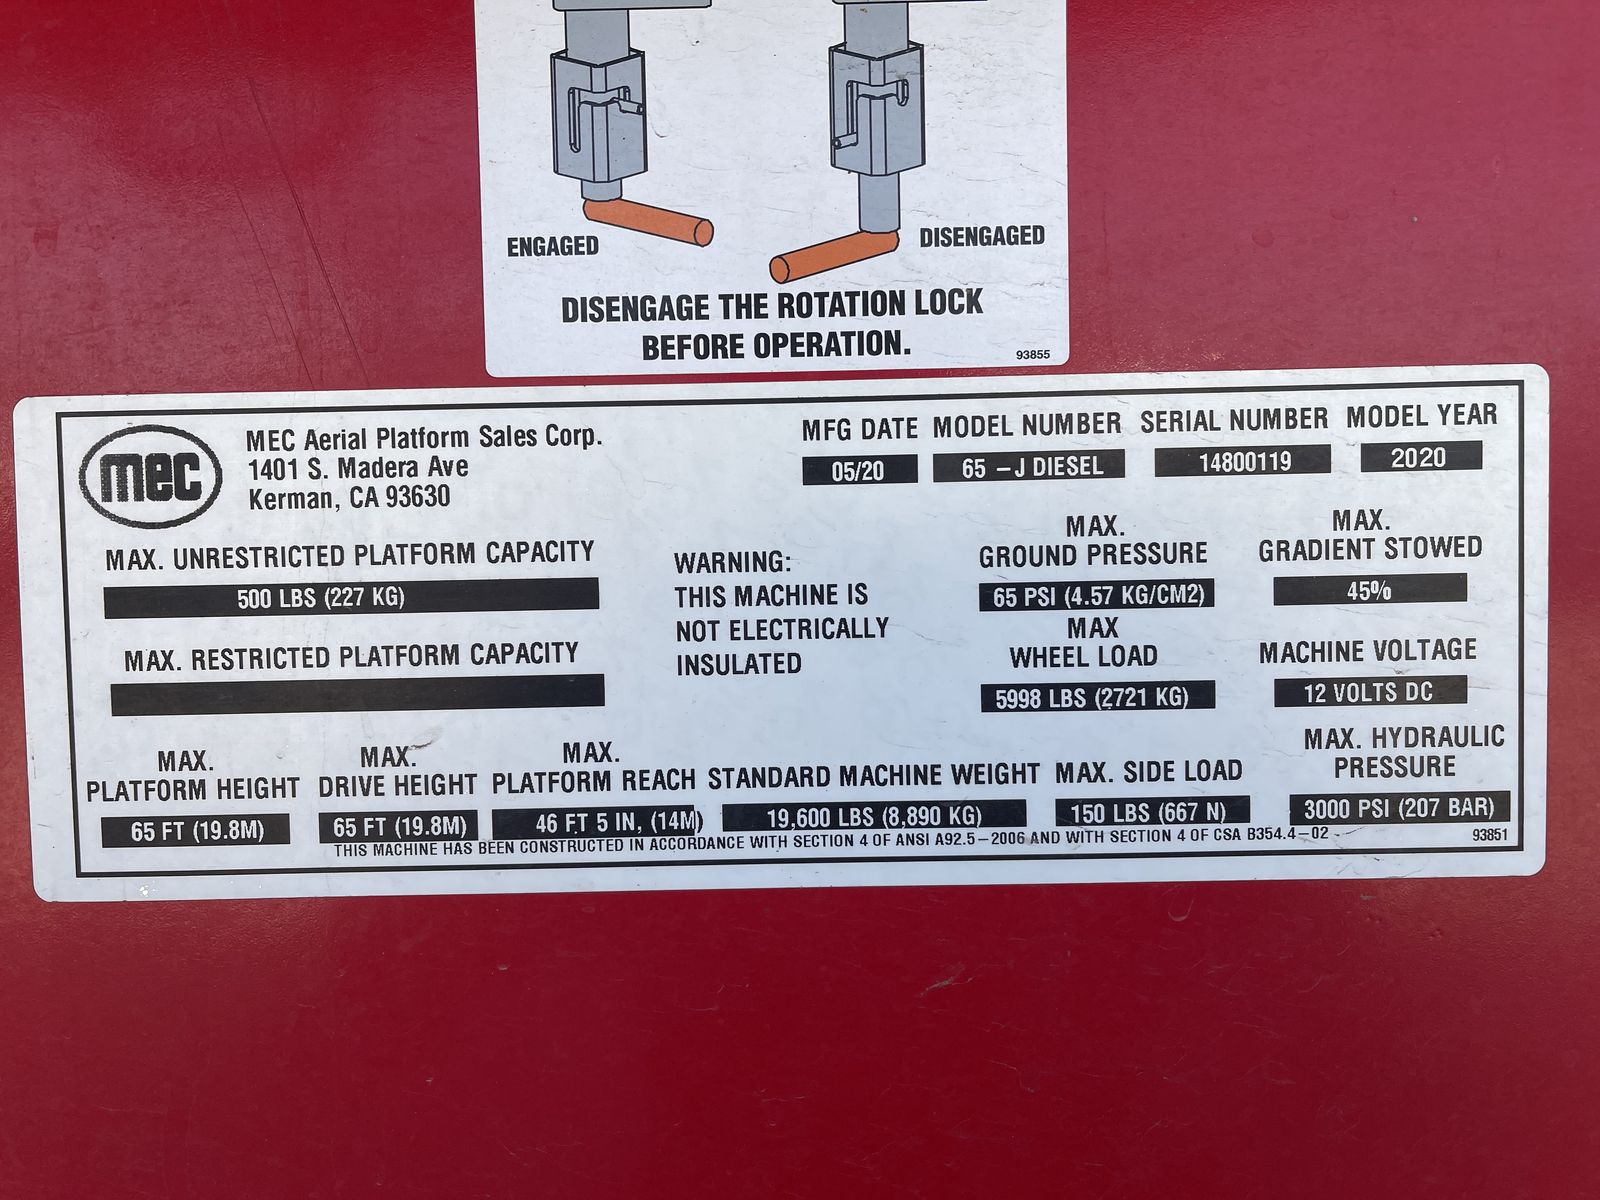 ENGAGED
DISENGAGED
DISENGAGE THE ROTATION LOCK
BEFORE OPERATION.
93855
mec
MEC Aerial Platform Sales Corp.
1401 S. Madera Ave
Kerman, CA 93630
MFG DATE
05/20
MODEL NUMBER
65 -J DIESEL
SERIAL NUMBER
14800119
MODEL YEAR
2020
MAX. UNRESTRICTED PLATFORM CAPACITY
500 LBS (227 KG)
MAX. RESTRICTED PLATFORM CAPACITY
WARNING:
THIS MACHINE IS
NOT ELECTRICALLY
INSULATED
MAX.
GROUND PRESSURE
65 PSI (4.57 KG/CM2)
MAX
WHEEL LOAD
5998 LBS (2721 KG)
MAX.
GRADIENT STOWED
45%
MACHINE VOLTAGE
12 VOLTS DC
MAX.
PLATFORM HEIGHT
65 FT (19.8M)
MAX.
DRIVE HEIGHT
65 FT (19.8M)
MAX.
PLATFORM REACH
46 FT 5 IN, (14M)
STANDARD MACHINE WEIGHT
19,600 LBS (8,890 KG)
MAX. SIDE LOAD
150 LBS (667 N)
MAX. HYDRAULIC
PRESSURE
3000 PSI (207 BAR)
THIS MACHINE HAS BEEN CONSTRUCTED IN ACCORDANCE WITH SECTION 4 OF ANSI A92.5-2006 AND WITH SECTION 4 OF CSA B354.4-02
93851